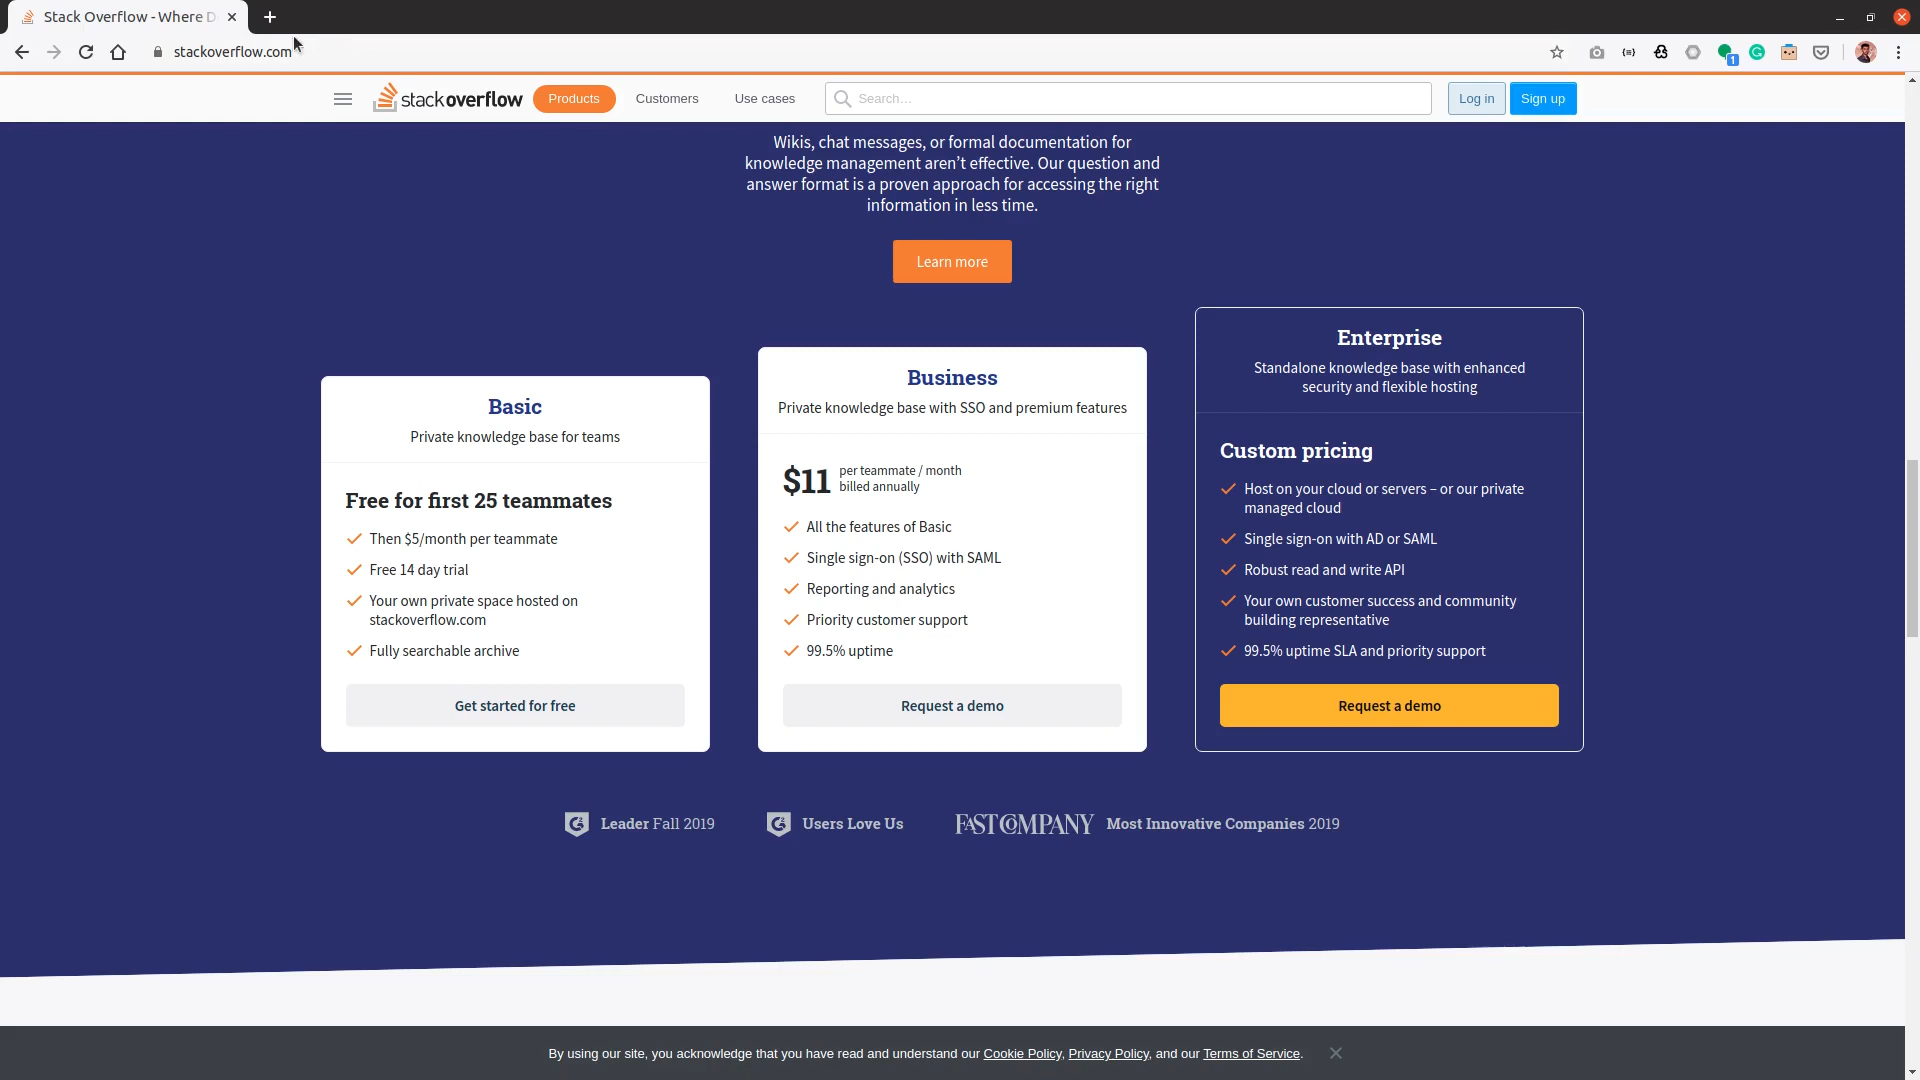 Stack Overflow - Where D
stackoverflow.com
1
stackoverflow
Products
Customers
Use cases
Search…
Log in
Sign up
Wikis, chat messages, or formal documentation for
knowledge management aren’t effective. Our question and
answer format is a proven approach for accessing the right
information in less time.
Learn more
Basic
Private knowledge base for teams
Free for first 25 teammates
Then $5/month per teammate
Free 14 day trial
Your own private space hosted on
stackoverflow.com
Fully searchable archive
Get started for free
Business
Private knowledge base with SSO and premium features
$11
per teammate / month
billed annually
All the features of Basic
Single sign-on (SSO) with SAML
Reporting and analytics
Priority customer support
99.5% uptime
Request a demo
Enterprise
Standalone knowledge base with enhanced
security and flexible hosting
Custom pricing
Host on your cloud or servers – or our private
managed cloud
Single sign-on with AD or SAML
Robust read and write API
Your own customer success and community
building representative
99.5% uptime SLA and priority support
Request a demo
Leader Fall 2019
Users Love Us
FAST COMPANY Most Innovative Companies 2019
By using our site, you acknowledge that you have read and understand our Cookie Policy, Privacy Policy, and our Terms of Service.